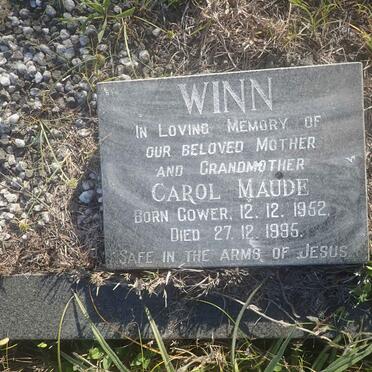 WINN
IN LOVING MEMORY OF
OUR BELOVED MOTHER
AND GRANDMOTHER
CAROL MAUDE
BORN GOWER, 12. 12. 1952.
DIED 27. 12. 1995.
SAFE IN THE ARMS OF JESUS